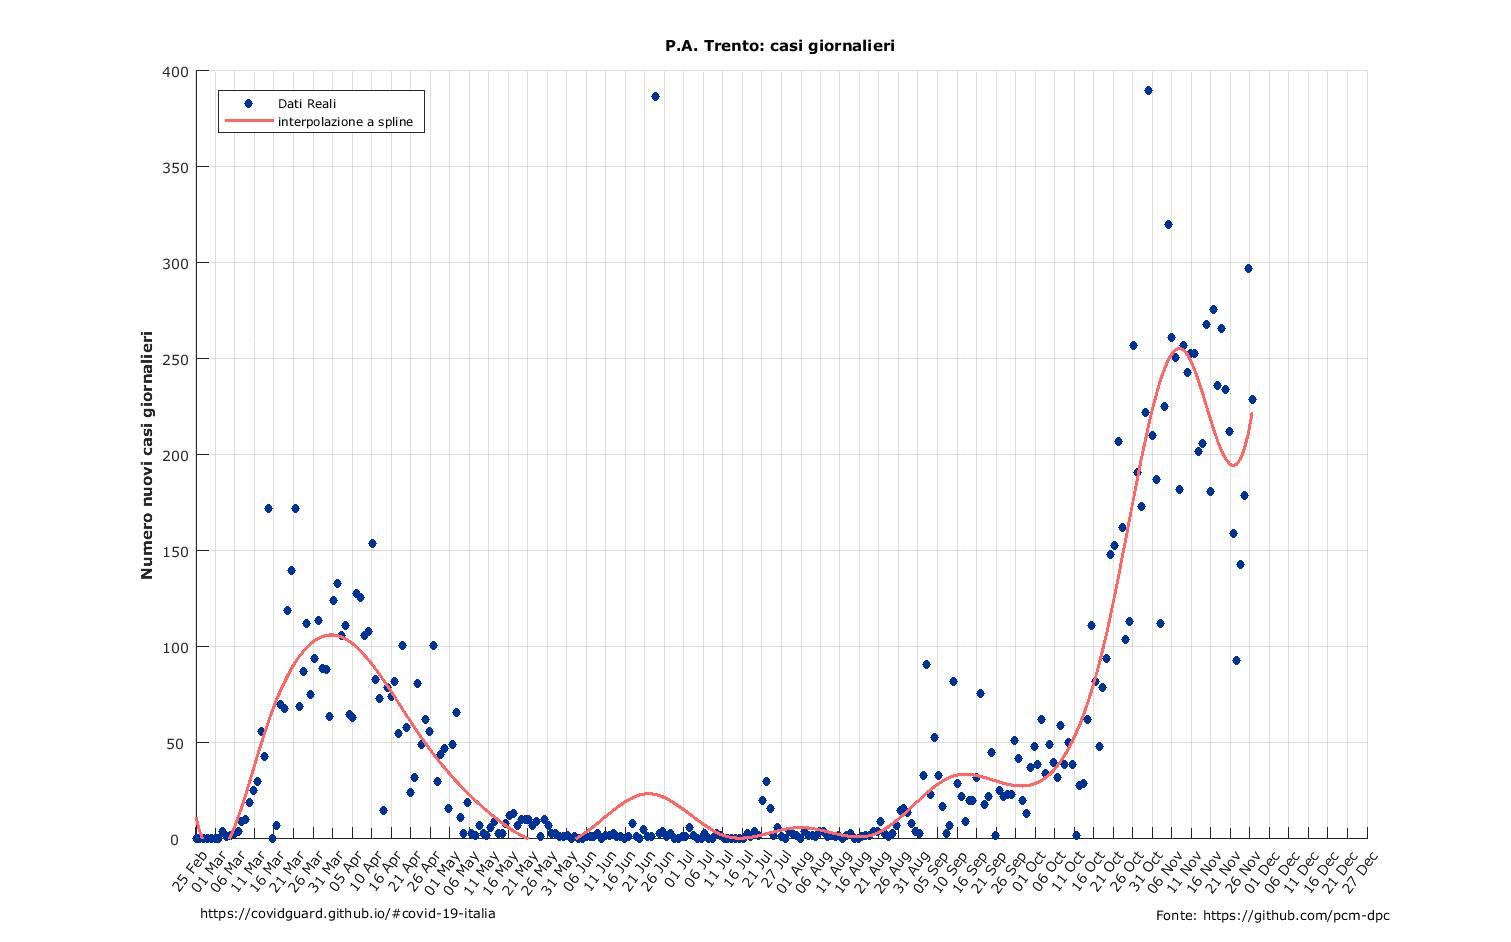 P.A. Trento: casi giornalieri
400
350
300
250
200
150
100
50
0
Numero nuovi casi giornalieri
Dati Reali
interpolazione a spline
25 Feb
01 Mar
06 Mar
11 Mar
16 Mar
21 Mar
26 Mar
31 Mar
05 Apr
10 Apr
16 Apr
21 Apr
26 Apr
01 May
06 May
11 May
16 May
21 May
26 May
31 May
06 Jun
11 Jun
16 Jun
21 Jun
26 Jun
01 Jul
06 Jul
11 Jul
16 Jul
21 Jul
27 Jul
01 Aug
06 Aug
11 Aug
16 Aug
21 Aug
26 Aug
31 Aug
05 Sep
10 Sep
16 Sep
21 Sep
26 Sep
01 Oct
06 Oct
11 Oct
16 Oct
21 Oct
26 Oct
31 Oct
06 Nov
11 Nov
16 Nov
21 Nov
26 Nov
01 Dec
06 Dec
11 Dec
16 Dec
21 Dec
27 Dec
https://covidguard.github.io/#covid-19-italia
Fonte: https://github.com/pcm-dpc